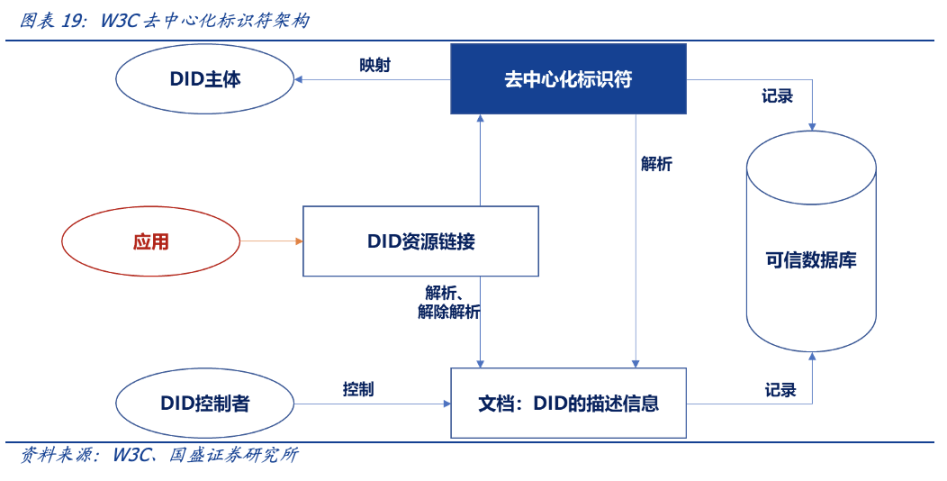 图表 19：W3C 去中心化标识符架构
DID主体
映射
去中心化标识符
记录
解析
应用
DID资源链接
可信数据库
解析、
解除解析
DID控制者
控制
文档：DID的描述信息
记录
资料来源：W3C、国盛证券研究所